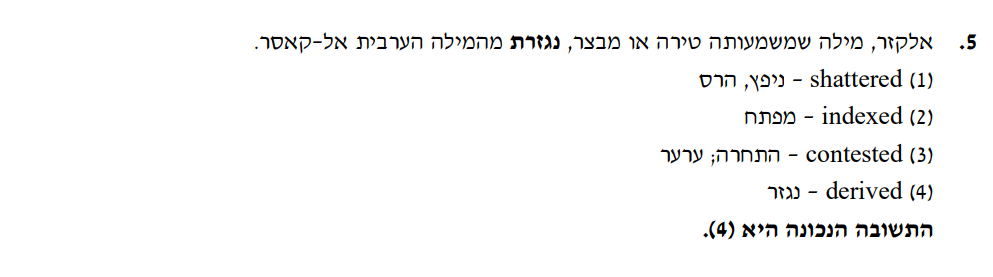 5. אלקזר, מילה שמשמעותה טירה או מבצר, נגזרת מהמילה הערבית אל-קאסר.
(1) shattered – ניפץ, הרס
(2) indexed – מפתח
(3) contested – התחרה; ערער
(4) derived – נגזר
התשובה הנכונה היא (4).